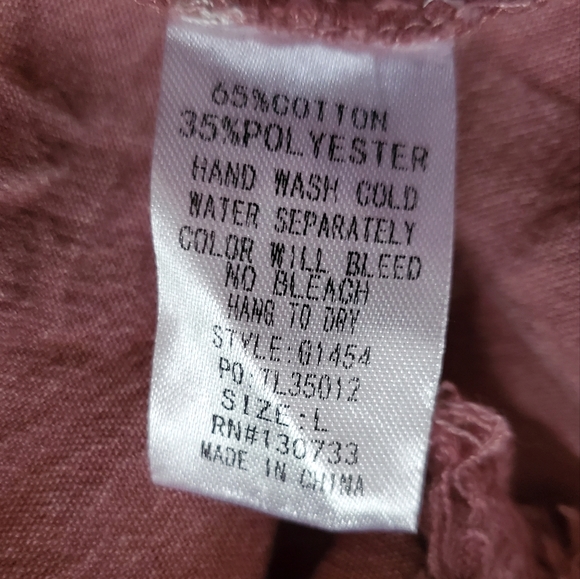 65%COTTON
35%POLYESTER
HAND WASH COLD
WATER SEPARATELY
COLOR WILL BLEED
NO BLEACH
HANG TO DRY
STYLE:G1454
PO:TL35012
SIZE:L
RN#130733
MADE IN CHINA